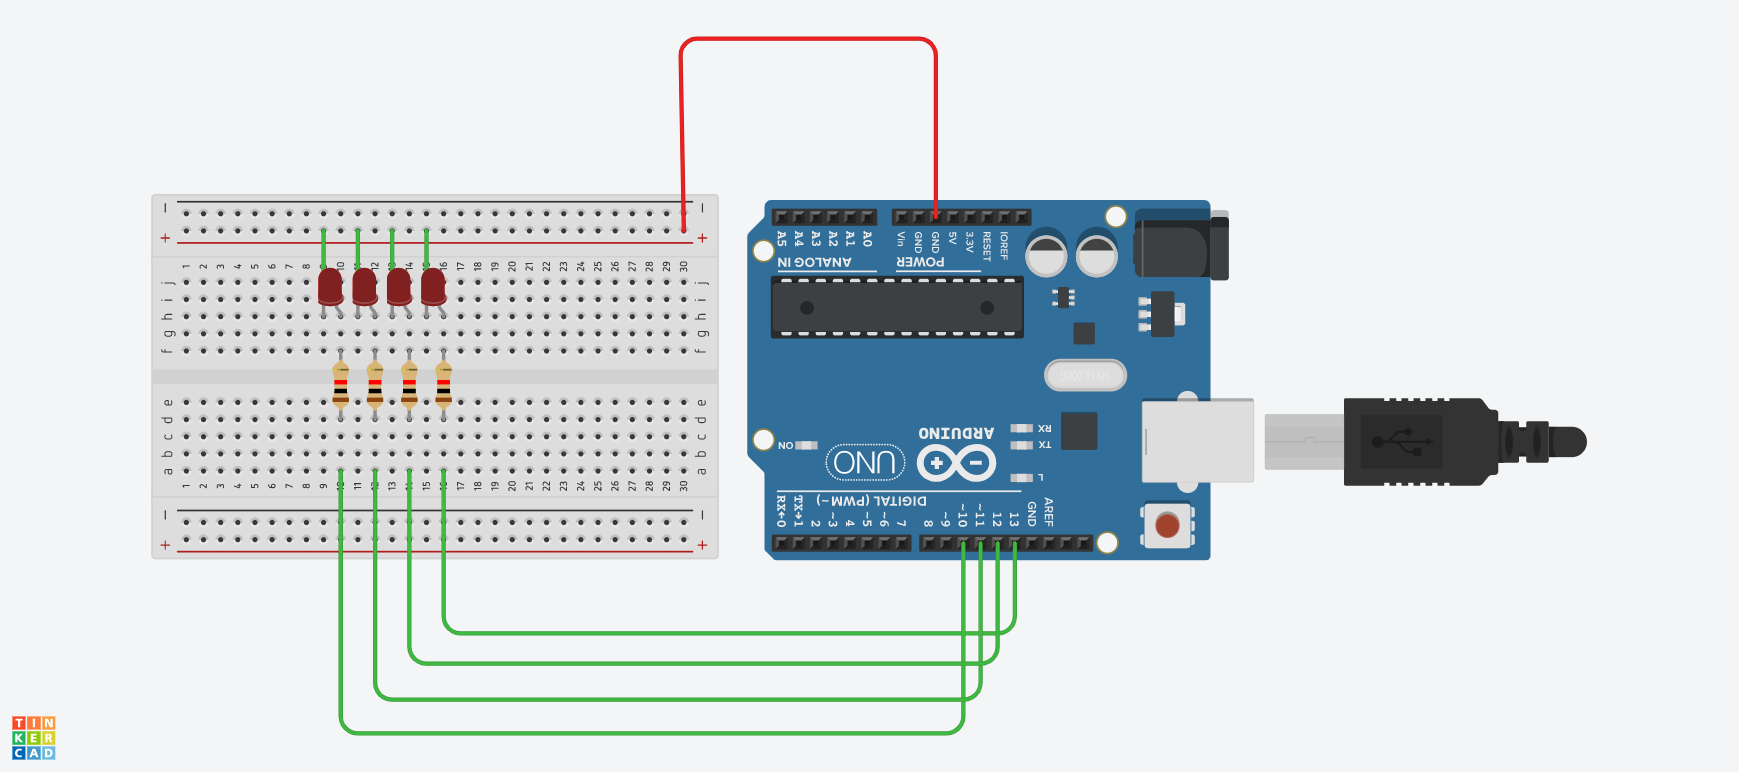 − −
+ +
1 2 3 4 5 6 7 8 9 10 11 12 13 14 15 16 17 18 19 20 21 22 23 24 25 26 27 28 29 30
j j
i i
h h
g g
f f
e e
d d
c c
b b
a a
1 2 3 4 5 6 7 8 9 10 11 12 13 14 15 16 17 18 19 20 21 22 23 24 25 26 27 28 29 30
− −
+ +
A5 A4 A3 A2 A1 A0
Vin GND GND 5V 3.3V RESET IOREF
ANALOG IN
POWER
SPK16.000G
ARDUINO
UNO
ON
RX
TX
L
DIGITAL (PWM ~)
RX←0 TX→1 2 ~3 4 ~5 ~6 7 8 ~9 ~10 ~11 12 13 GND AREF
TIN
KER
CAD